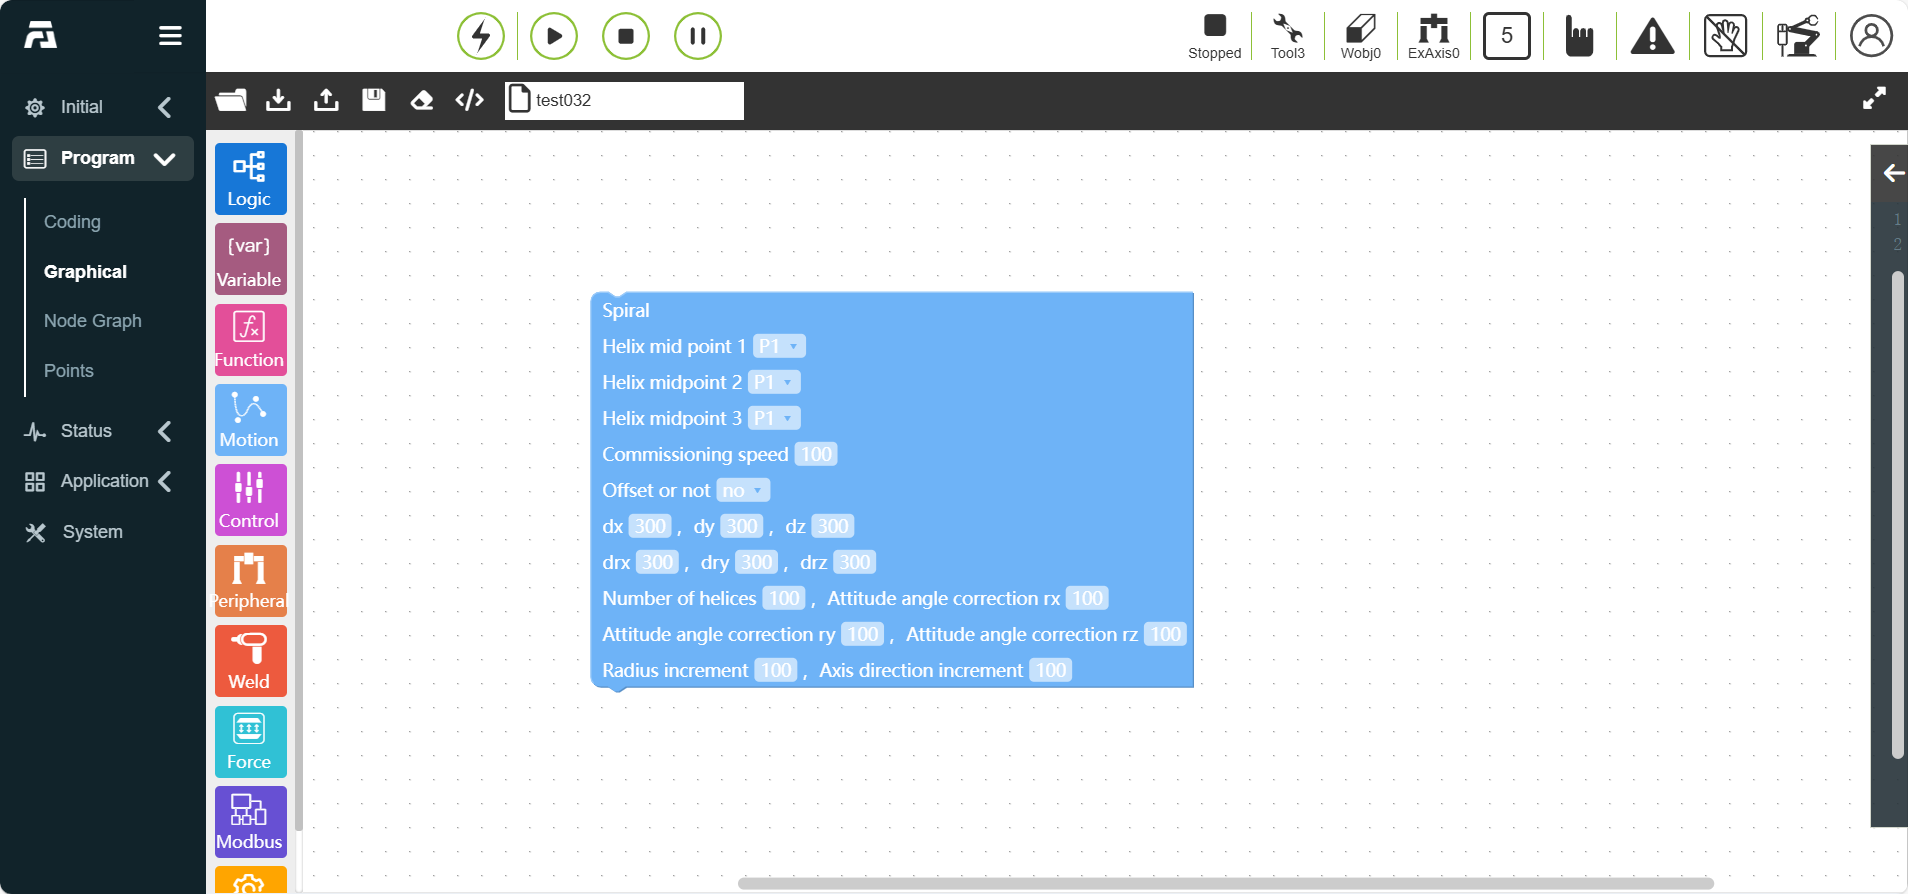 Stopped
Tool3
Wobj0
ExAxis0
5
test032
Initial
Program
Coding
Graphical
Node Graph
Points
Status
Application
System
Logic
{var}
Variable
Function
Motion
Control
Peripheral
Weld
Force
Modbus
Spiral
Helix mid point 1 P1
Helix midpoint 2 P1
Helix midpoint 3 P1
Commissioning speed 100
Offset or not no
dx 300 , dy 300 , dz 300
drx 300 , dry 300 , drz 300
Number of helices 100 , Attitude angle correction rx 100
Attitude angle correction ry 100 , Attitude angle correction rz 100
Radius increment 100 , Axis direction increment 100
1
2